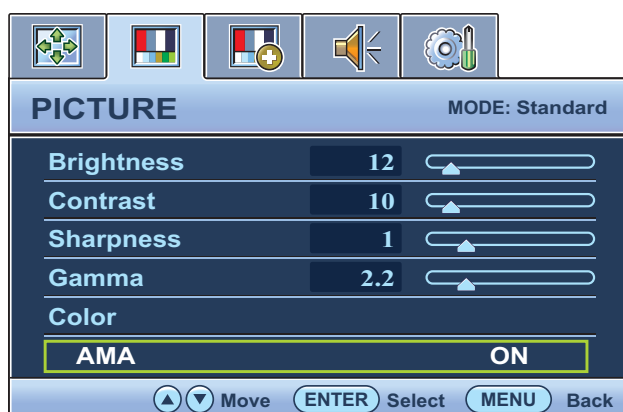 PICTURE MODE: Standard
Brightness 12
Contrast 10
Sharpness 1
Gamma 2.2
Color
AMA ON
Move ENTER Select MENU Back